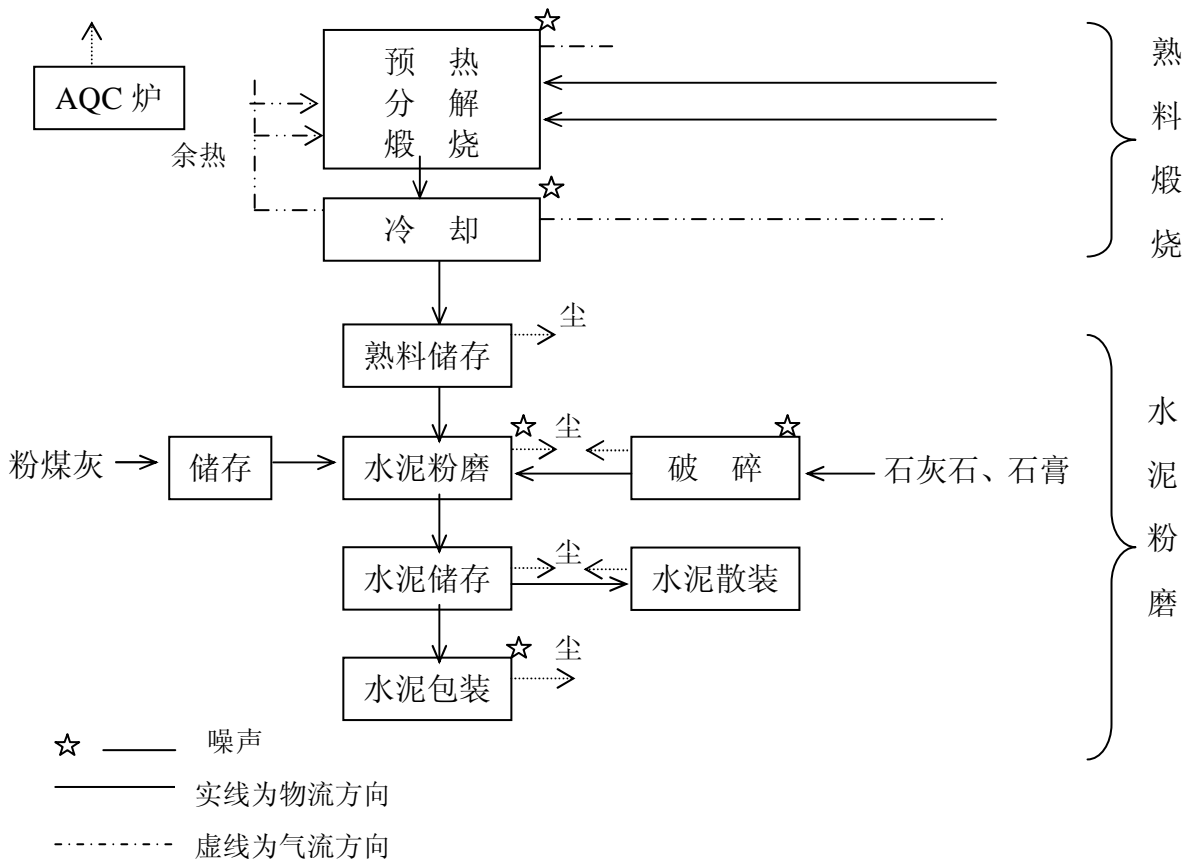 AQC 炉
余热
预 热
分 解
煅 烧
冷 却
熟料煅烧
熟料储存
尘
粉煤灰
储存
水泥粉磨
尘
破 碎
石灰石、石膏
水泥储存
尘
水泥散装
水泥包装
尘
水泥粉磨
噪声
实线为物流方向
虚线为气流方向